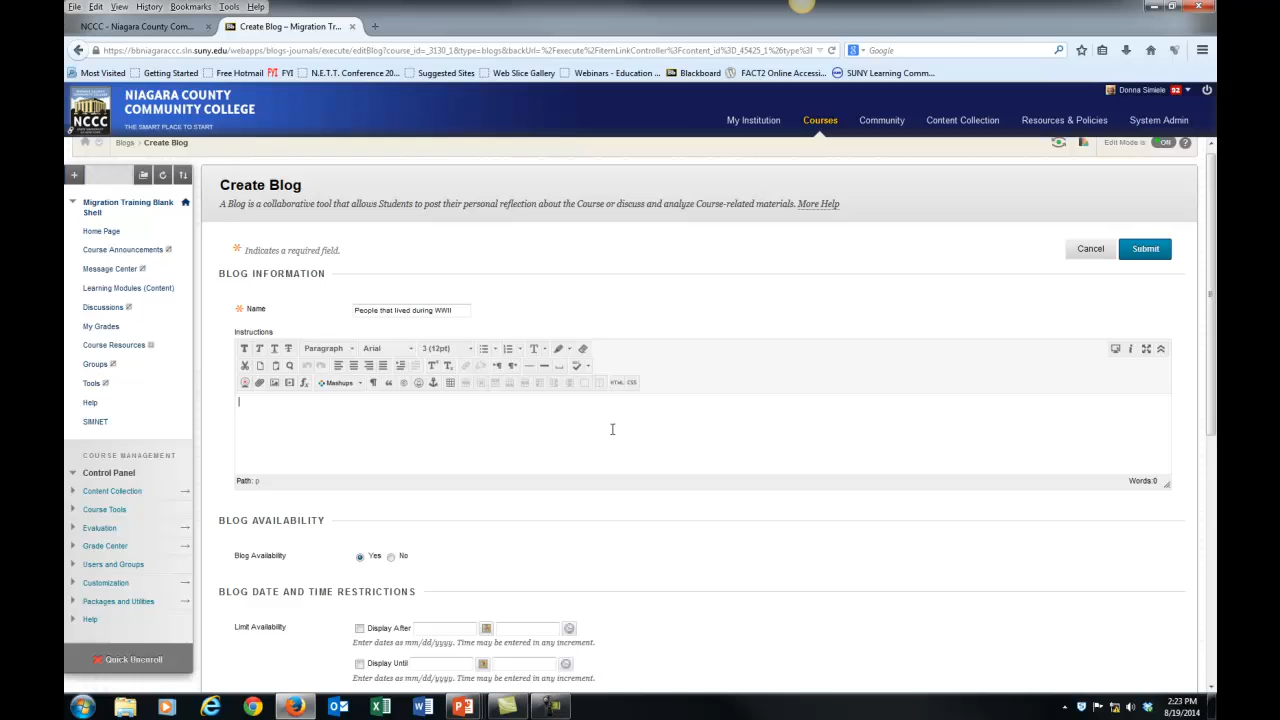 File Edit View History Bookmarks Tools Help
NCCC - Niagara County Com... × Create Blog – Migration Tr... × +
https://bbniagaraccc.sln.suny.edu/webapps/blogs-journals/execute/editBlog?course_id=_3130_1&type=blogs&backUrl=%2Fexecute%2FitemLinkController%3Fcontent_id%3D_45425_1%26type%3 Google
Most Visited Getting Started Free Hotmail FYI FYI N.E.T.T. Conference 20... Suggested Sites Web Slice Gallery Webinars - Education ... Blackboard FACT2 Online Accessi... SUNY Learning Comm...
NIAGARA COUNTY
COMMUNITY COLLEGE
THE SMART PLACE TO START
NCCC
Donna Simiele 92
My Institution Courses Community Content Collection Resources & Policies System Admin
Blogs Create Blog Edit Mode is: ON ?
Migration Training Blank
Shell
Home Page
Course Announcements
Message Center
Learning Modules (Content)
Discussions
My Grades
Course Resources
Groups
Tools
Help
SIMNET
COURSE MANAGEMENT
Control Panel
Content Collection
Course Tools
Evaluation
Grade Center
Users and Groups
Customization
Packages and Utilities
Help
Quick Unenroll
Create Blog
A Blog is a collaborative tool that allows Students to post their personal reflection about the Course or discuss and analyze Course-related materials. More Help
Indicates a required field.
Cancel Submit
BLOG INFORMATION
Name People that lived during WWII
Instructions
T T T T Paragraph Arial 3 (12pt) T
Mashups HTML CSS
Path: p Words:0
BLOG AVAILABILITY
Blog Availability Yes No
BLOG DATE AND TIME RESTRICTIONS
Limit Availability Display After
Enter dates as mm/dd/yyyy. Time may be entered in any increment.
Display Until
Enter dates as mm/dd/yyyy. Time may be entered in any increment.
2:23 PM
8/19/2014